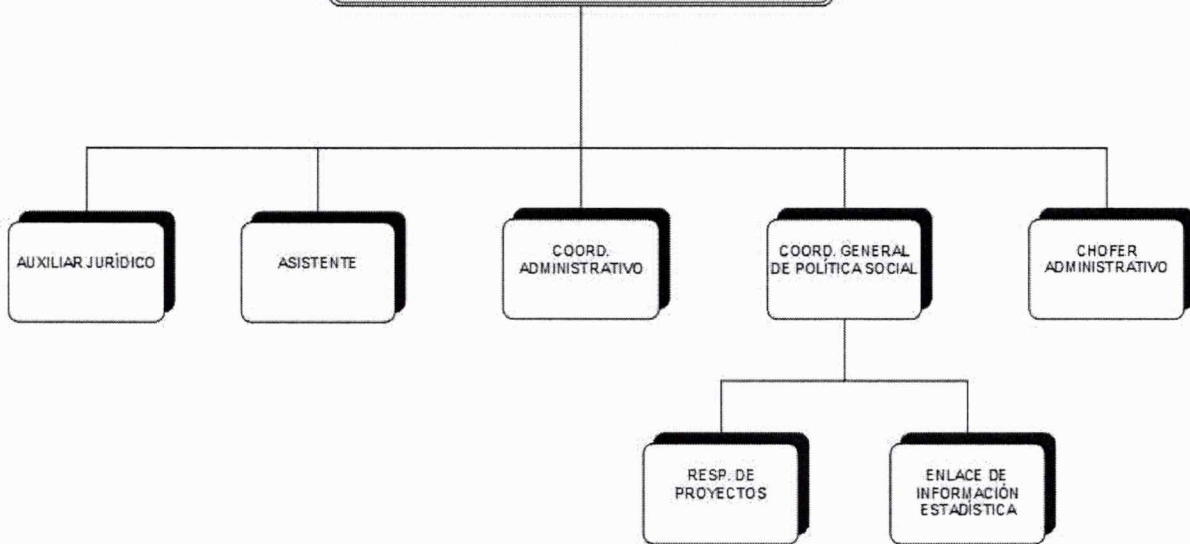 AUXILIAR JURÍDICO
ASISTENTE
COORD.
ADMINISTRATIVO
COORD. GENERAL
DE POLÍTICA SOCIAL
CHOFER
ADMINISTRATIVO
RESP. DE
PROYECTOS
ENLACE DE
INFORMACIÓN
ESTADÍSTICA